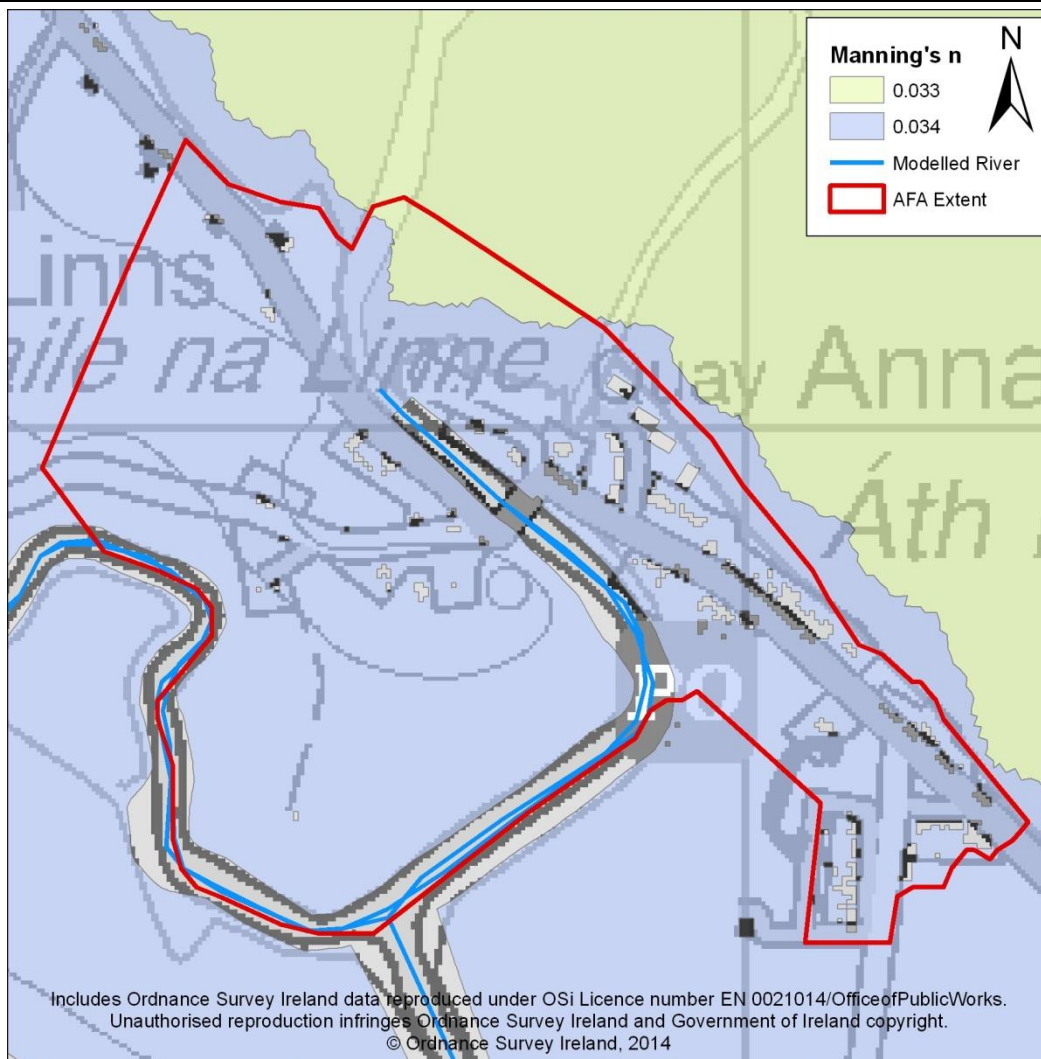 Manning's n
N
0.033
0.034
Modelled River
AFA Extent
Linns
aile na Linne
Quay
Anna
Áth
Includes Ordnance Survey Ireland data reproduced under OSi Licence number EN 0021014/OfficeofPublicWorks.
Unauthorised reproduction infringes Ordnance Survey Ireland and Government of Ireland copyright.
© Ordnance Survey Ireland, 2014